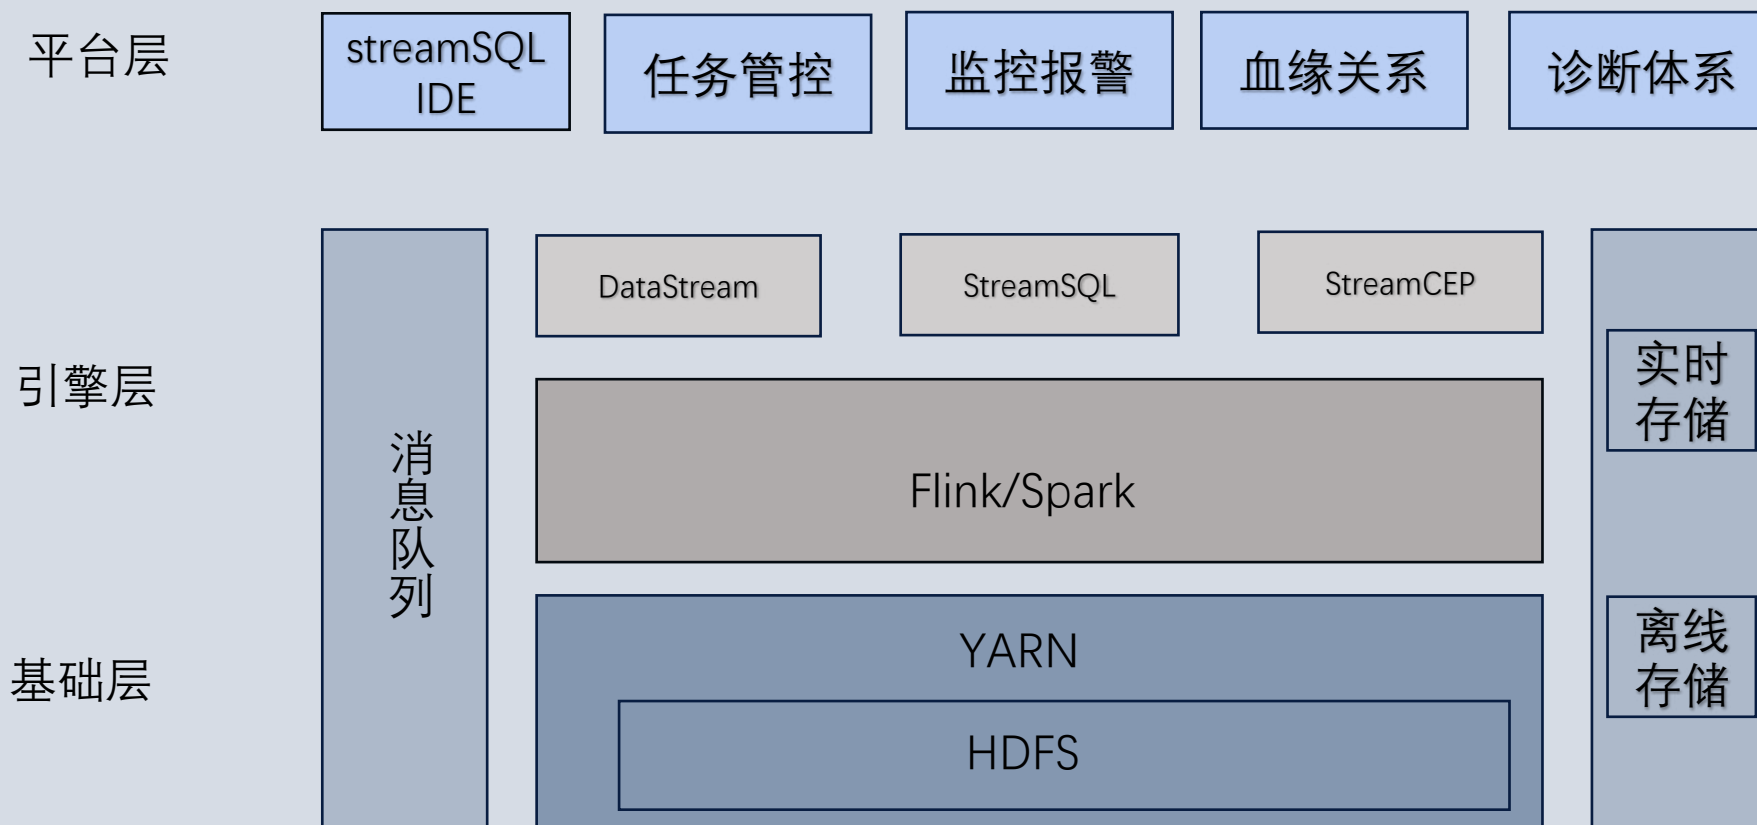 平台层
streamSQL
IDE
任务管控
监控报警
血缘关系
诊断体系
引擎层
消
息
队
列
DataStream
StreamSQL
StreamCEP
Flink/Spark
实时
存储
基础层
YARN
HDFS
离线
存储